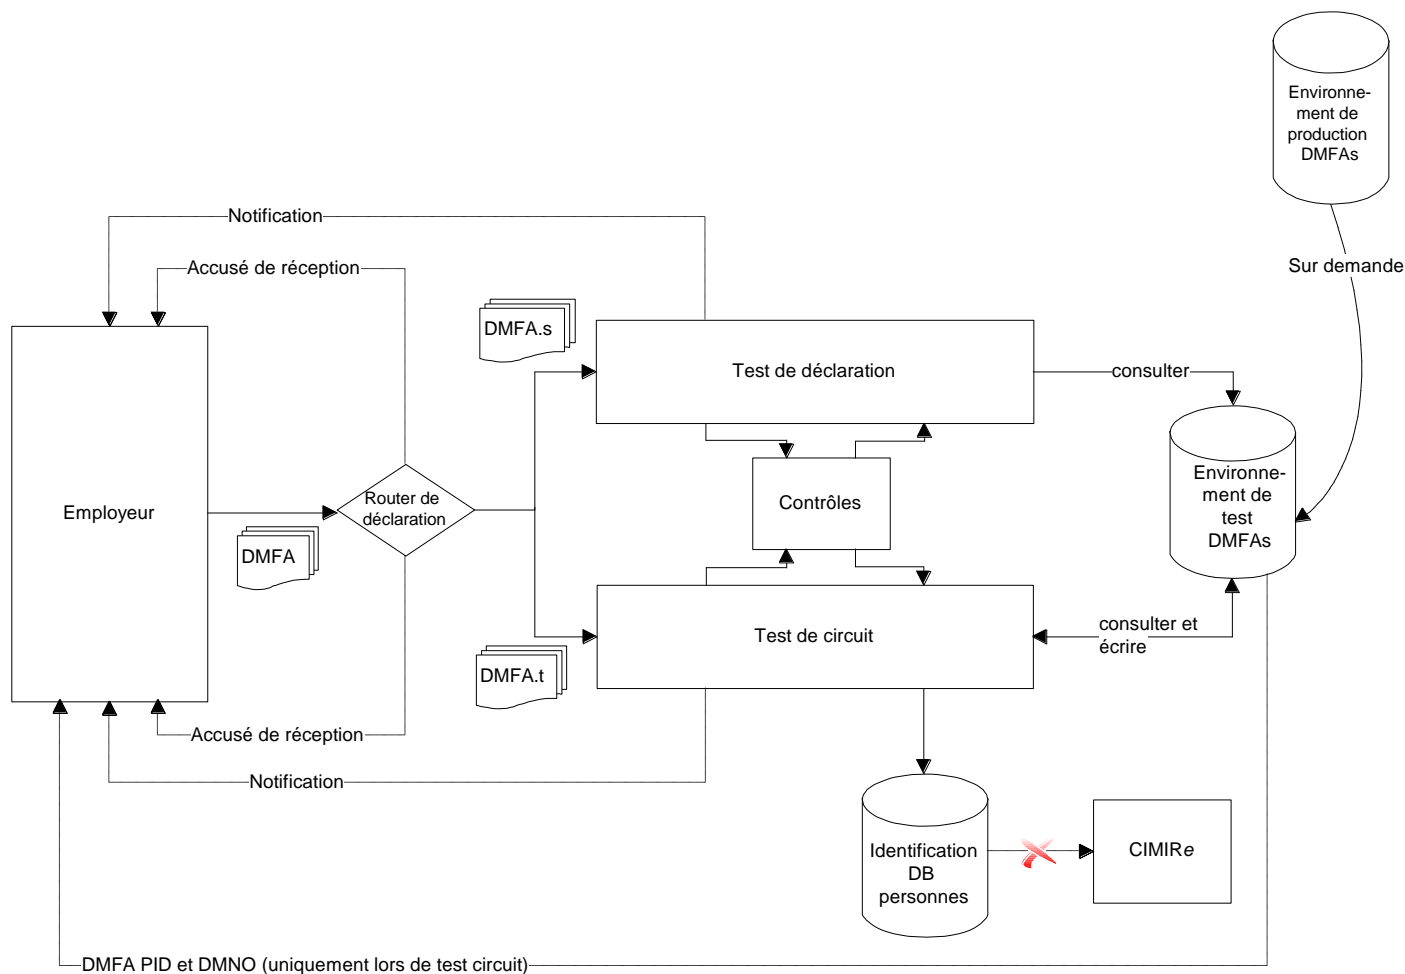 Environne-
ment de
production
DMFAs
Notification
Accusé de réception
Sur demande
DMFA.s
Test de déclaration
consulter
Environne-
ment de
test
DMFAs
Employeur
Router de
déclaration
Contrôles
DMFA
Test de circuit
consulter et
écrire
DMFA.t
Accusé de réception
Notification
Identification
DB
personnes
CIMIRe
DMFA PID et DMNO (uniquement lors de test circuit)